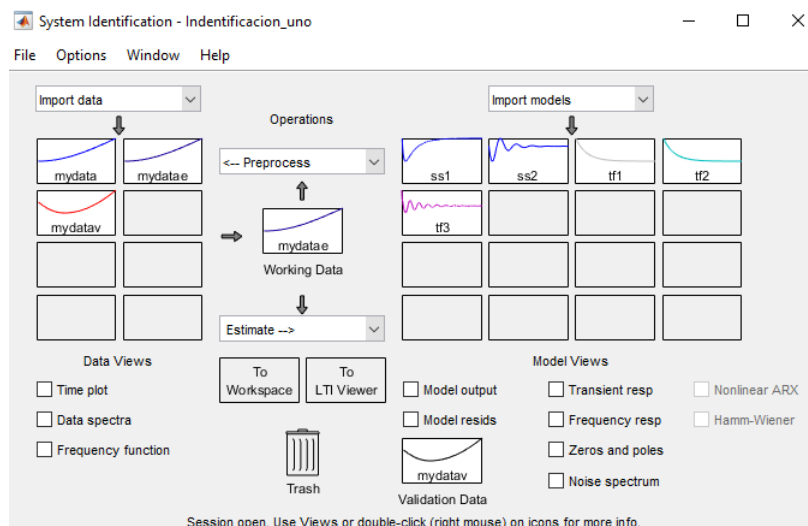 System Identification - Indentificacion_uno
File Options Window Help
Import data
Import models
Operations
<-- Preprocess
mydata
mydatae
ss1
ss2
tf1
tf2
mydatav
tf3
mydatae
Working Data
Estimate -->
Data Views
Model Views
To
Workspace
To
LTI Viewer
Time plot
Data spectra
Frequency function
Model output
Model resids
Transient resp
Frequency resp
Zeros and poles
Noise spectrum
Nonlinear ARX
Hamm-Wiener
Trash
mydatav
Validation Data
Session open. Use Views or double-click (right mouse) on icons for more info.